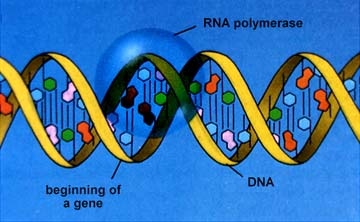 RNA polymerase
beginning of
a gene
DNA